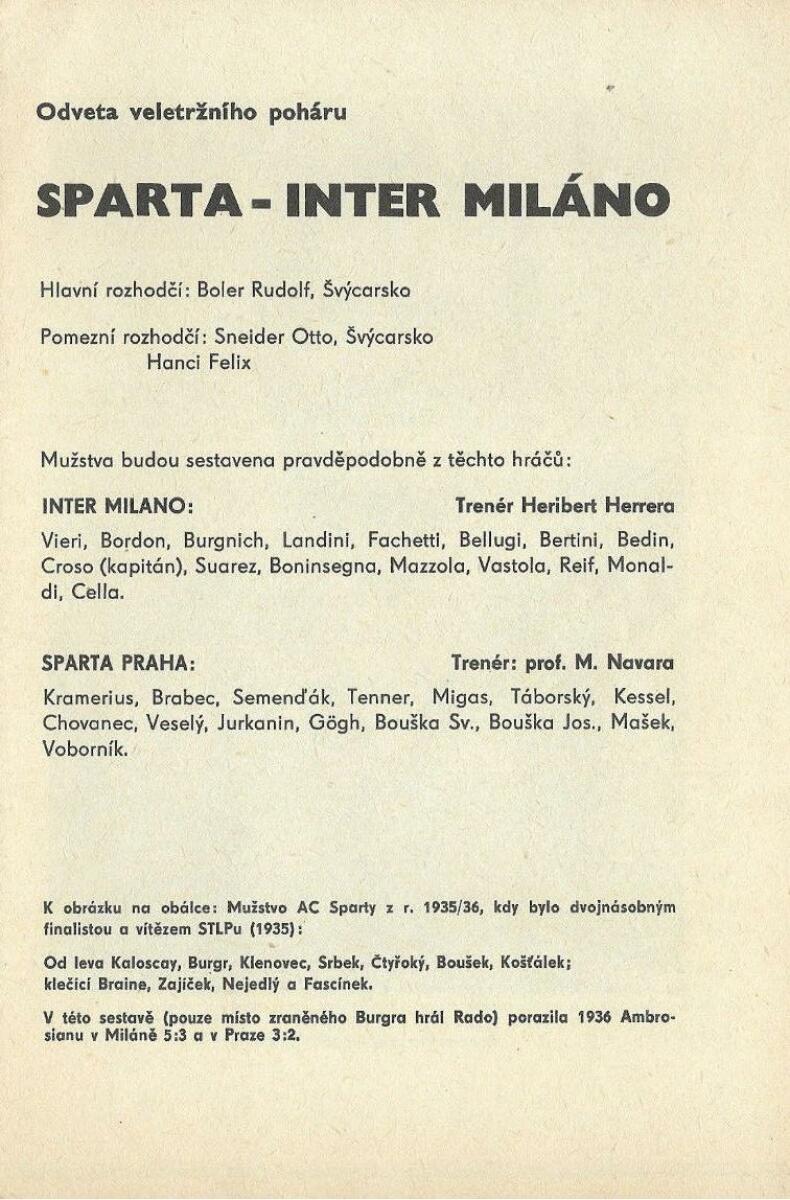 Odveta veletržního poháru
SPARTA - INTER MILÁNO
Hlavní rozhodčí: Boler Rudolf, Švýcarsko
Pomezní rozhodčí: Sneider Otto, Švýcarsko
Hanci Felix
Mužstva budou sestavena pravděpodobně z těchto hráčů:
INTER MILANO: Trenér Heribert Herrera
Vieri, Bordon, Burgnich, Landini, Fachetti, Bellugi, Bertini, Bedin,
Croso (kapitán), Suarez, Boninsegna, Mazzola, Vastola, Reif, Monal-
di, Cella.
SPARTA PRAHA: Trenér: prof. M. Navara
Kramerius, Brabec, Semenďák, Tenner, Migas, Táborský, Kessel,
Chovanec, Veselý, Jurkanin, Gögh, Bouška Sv., Bouška Jos., Mašek,
Voborník.
K obrázku na obálce: Mužstvo AC Sparty z r. 1935/36, kdy bylo dvojnásobným
finalistou a vítězem STLPu (1935):
Od leva Kaloscay, Burgr, Klenovec, Srbek, Čtyřoký, Boušek, Košťálek;
klečící Braine, Zajíček, Nejedlý a Fascínek.
V této sestavě (pouze místo zraněného Burgra hrál Rado) porazila 1936 Ambro-
sianu v Miláně 5:3 a v Praze 3:2.